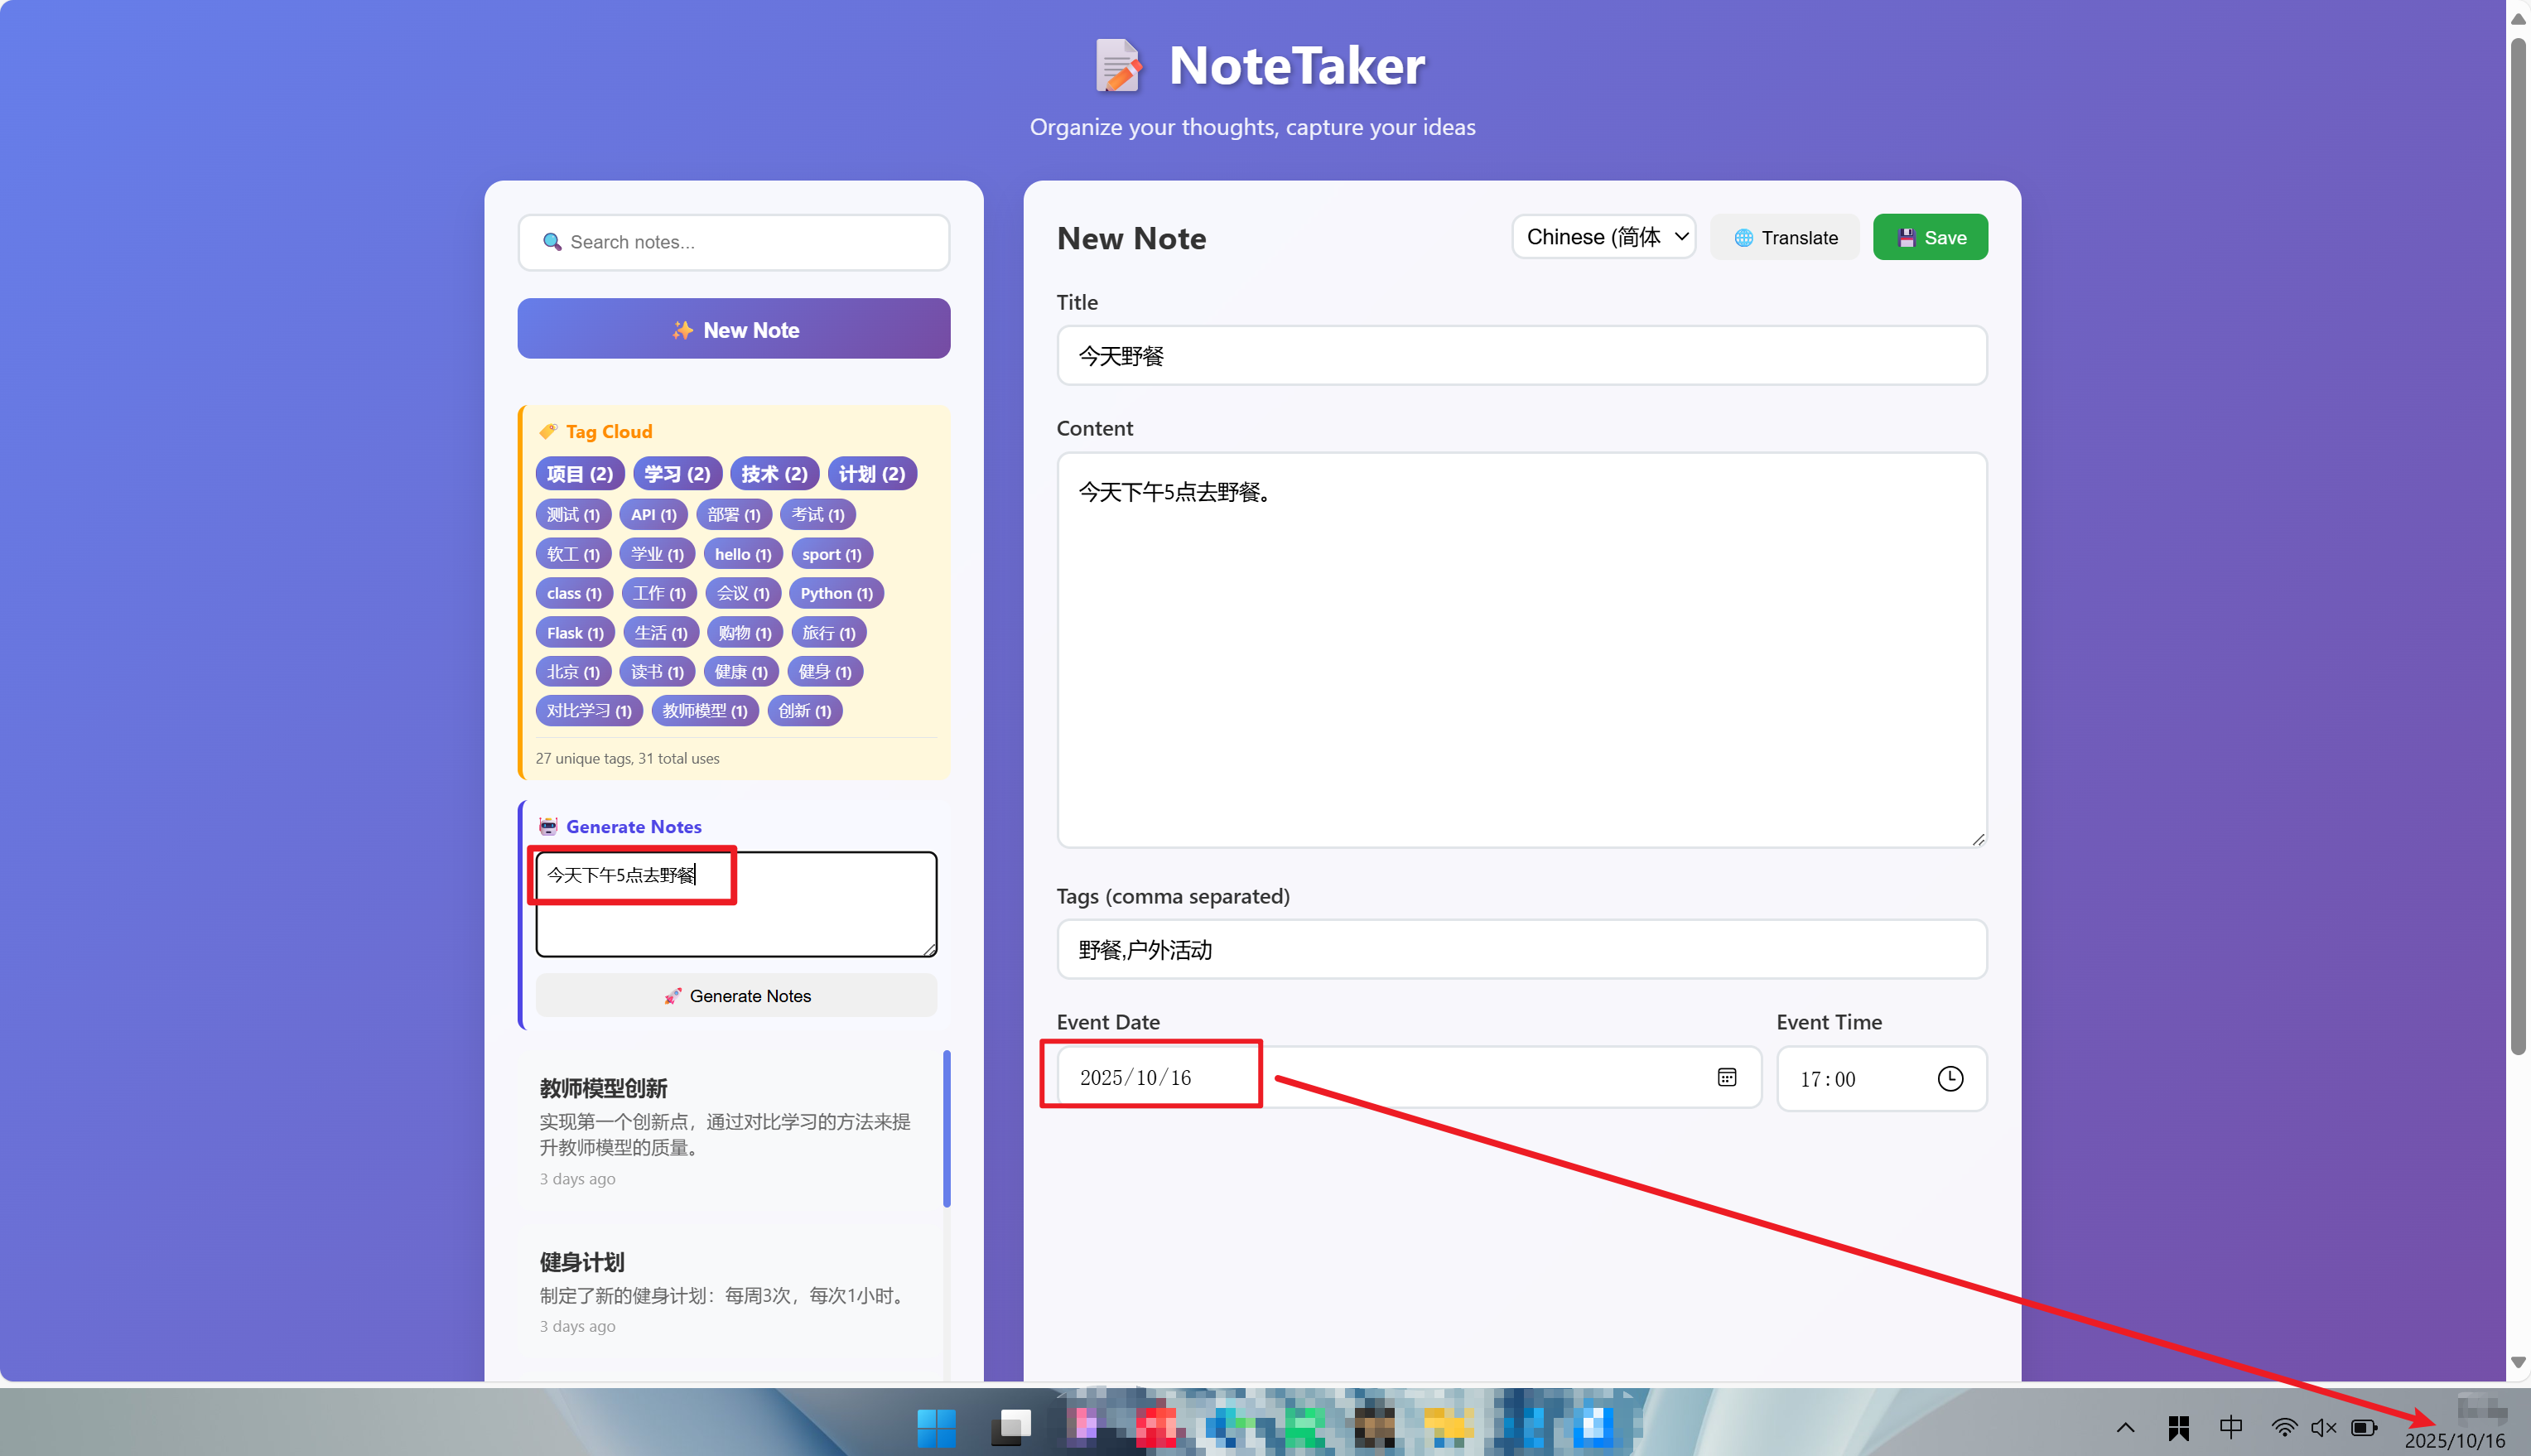 NoteTaker
Organize your thoughts, capture your ideas
Search notes...
New Note
Tag Cloud
项目 (2) 学习 (2) 技术 (2) 计划 (2)
测试 (1) API (1) 部署 (1) 考试 (1)
软工 (1) 学业 (1) hello (1) sport (1)
class (1) 工作 (1) 会议 (1) Python (1)
Flask (1) 生活 (1) 购物 (1) 旅行 (1)
北京 (1) 读书 (1) 健康 (1) 健身 (1)
对比学习 (1) 教师模型 (1) 创新 (1)
27 unique tags, 31 total uses
Generate Notes
今天下午5点去野餐
Generate Notes
教师模型创新
实现第一个创新点，通过对比学习的方法来提
升教师模型的质量。
3 days ago
健身计划
制定了新的健身计划：每周3次，每次1小时。
3 days ago
New Note
Chinese (简体
Translate
Save
Title
今天野餐
Content
今天下午5点去野餐。
Tags (comma separated)
野餐,户外活动
Event Date
Event Time
2025/10/16
17:00
中
2025/10/16